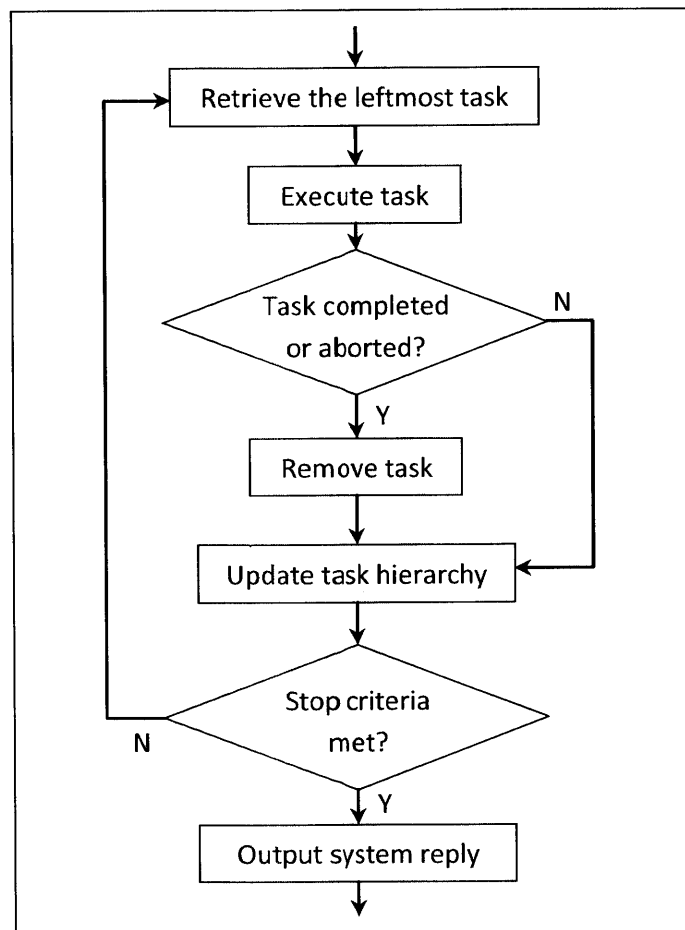 Retrieve the leftmost task
Execute task
Task completed
or aborted?
N
Y
Remove task
Update task hierarchy
Stop criteria
met?
N
Y
Output system reply